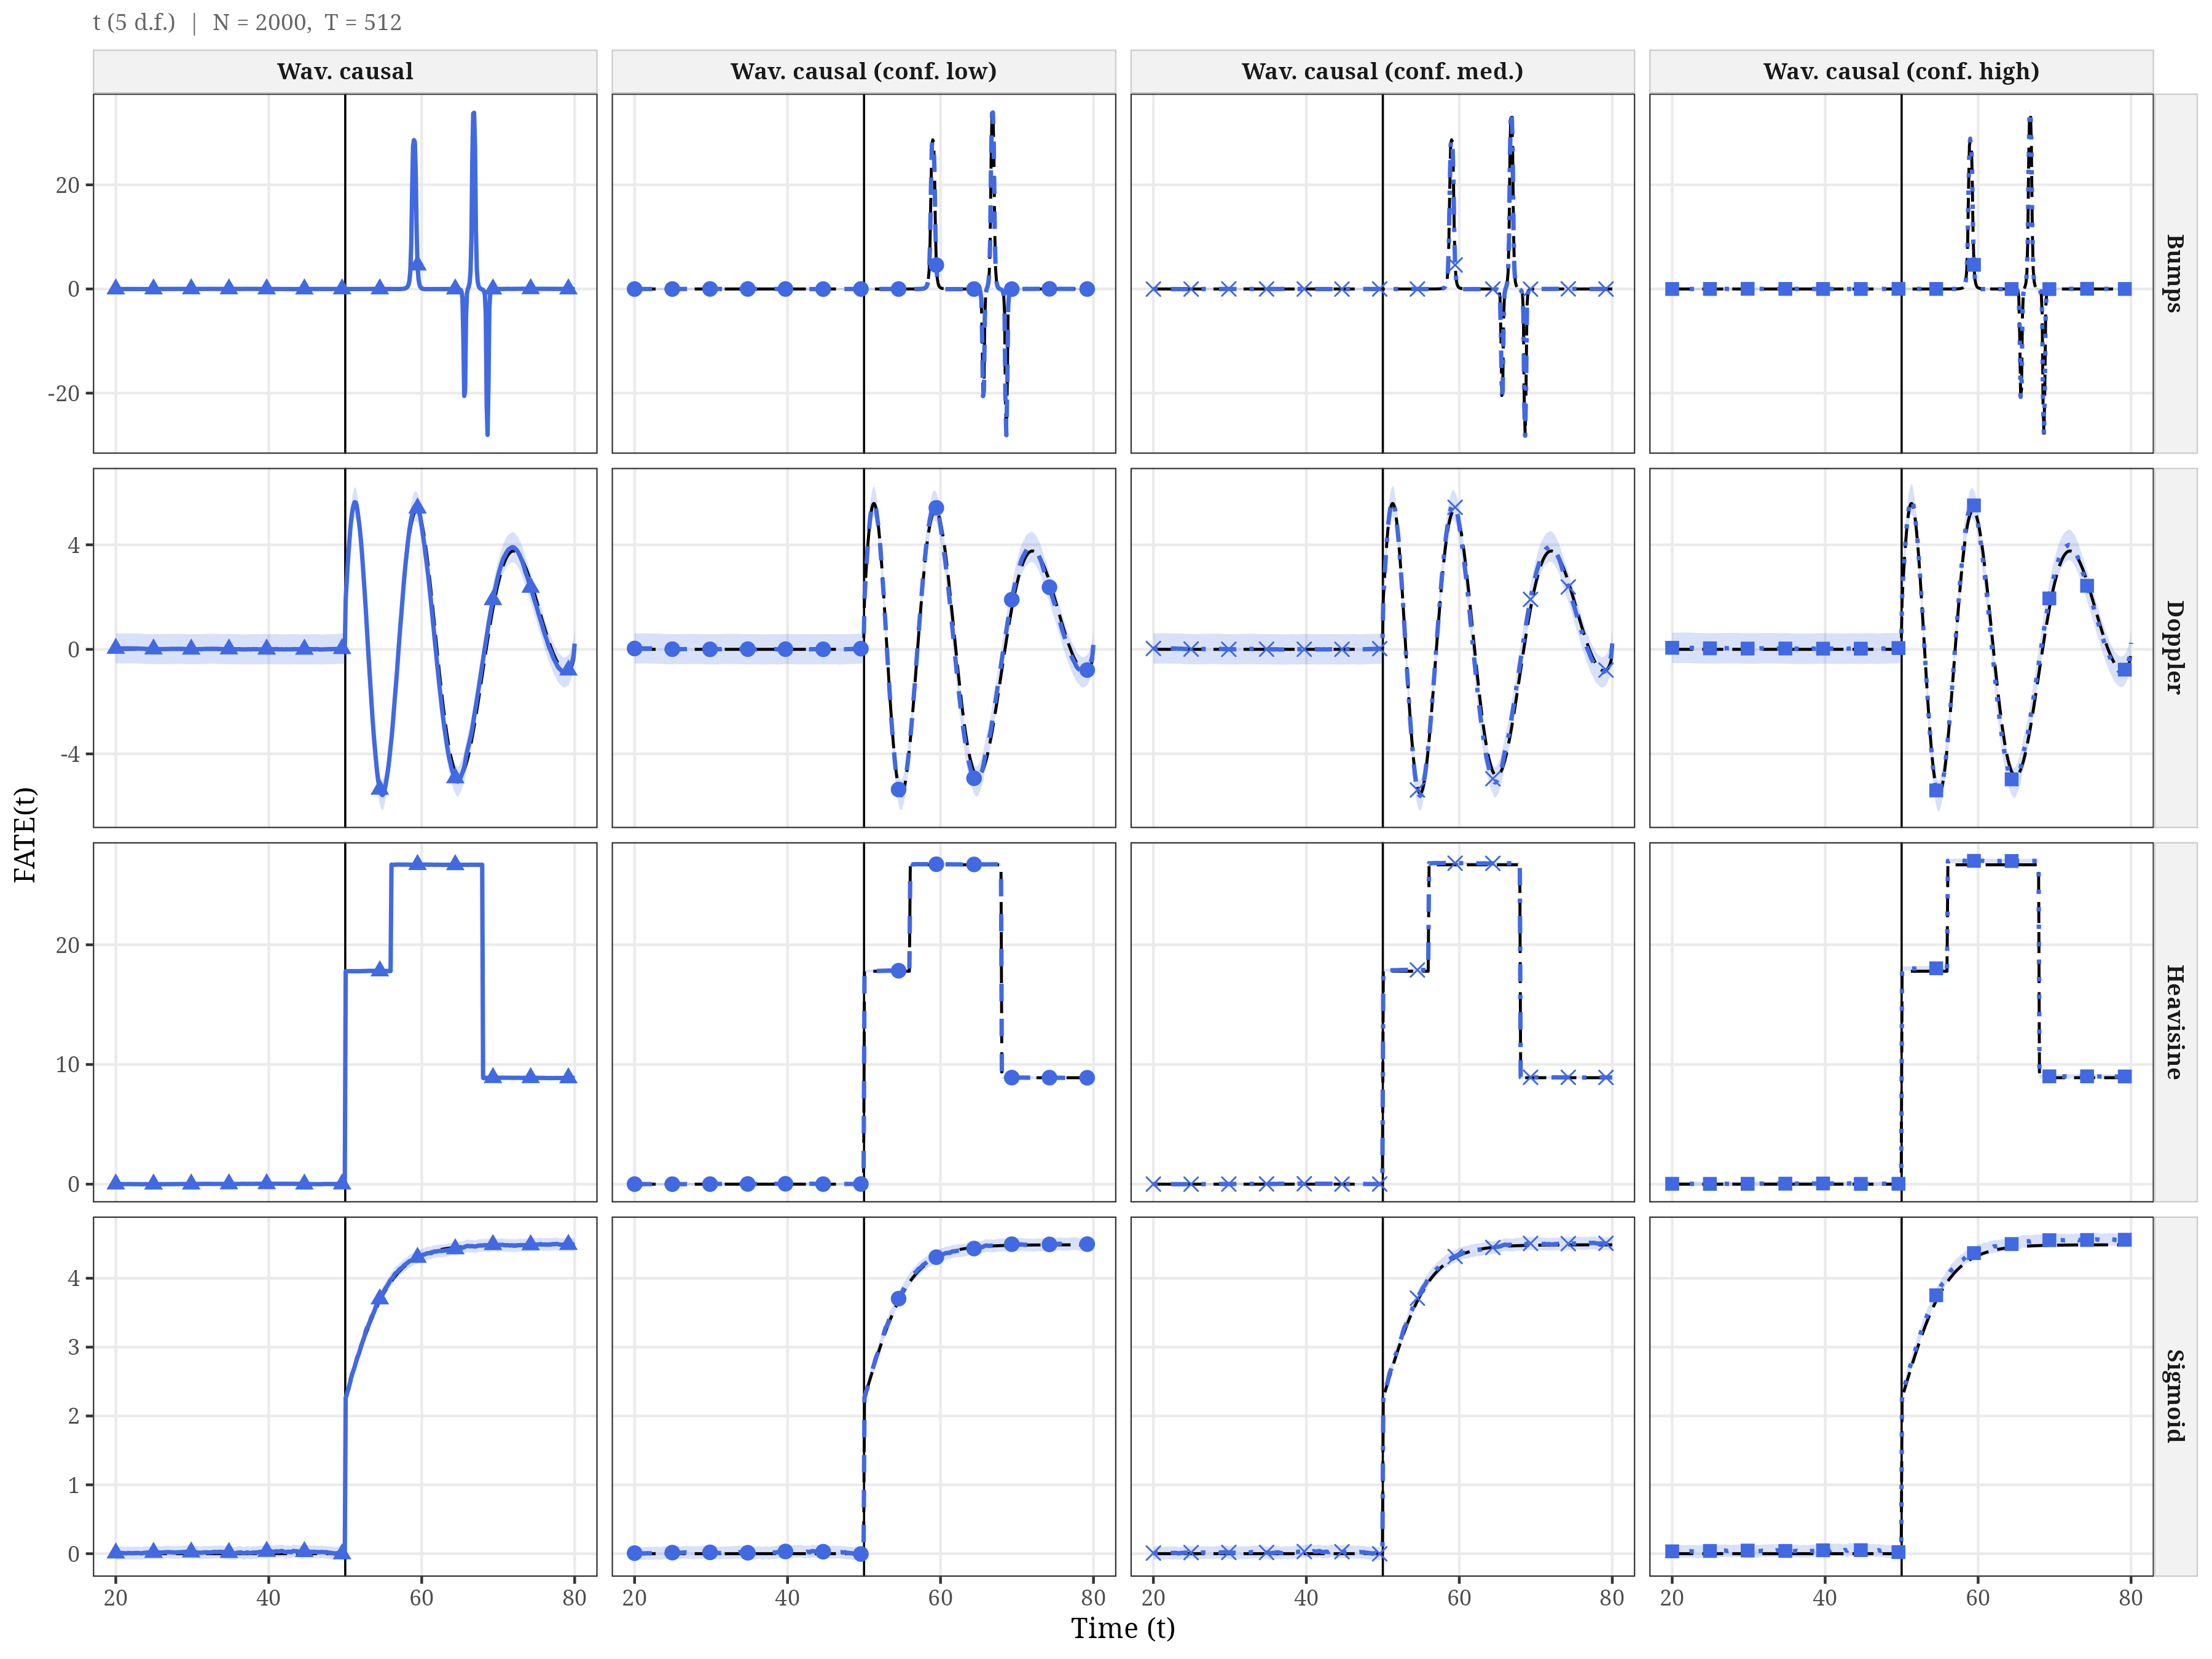 t (5 d.f.) | N = 2000, T = 512
Wav. causal
Wav. causal (conf. low)
Wav. causal (conf. med.)
Wav. causal (conf. high)
20
0
-20
Bumps
4
0
-4
Doppler
20
10
0
Heavisine
4
3
2
1
0
Sigmoid
FATE(t)
20 40 60 80
20 40 60 80
20 40 60 80
20 40 60 80
Time (t)